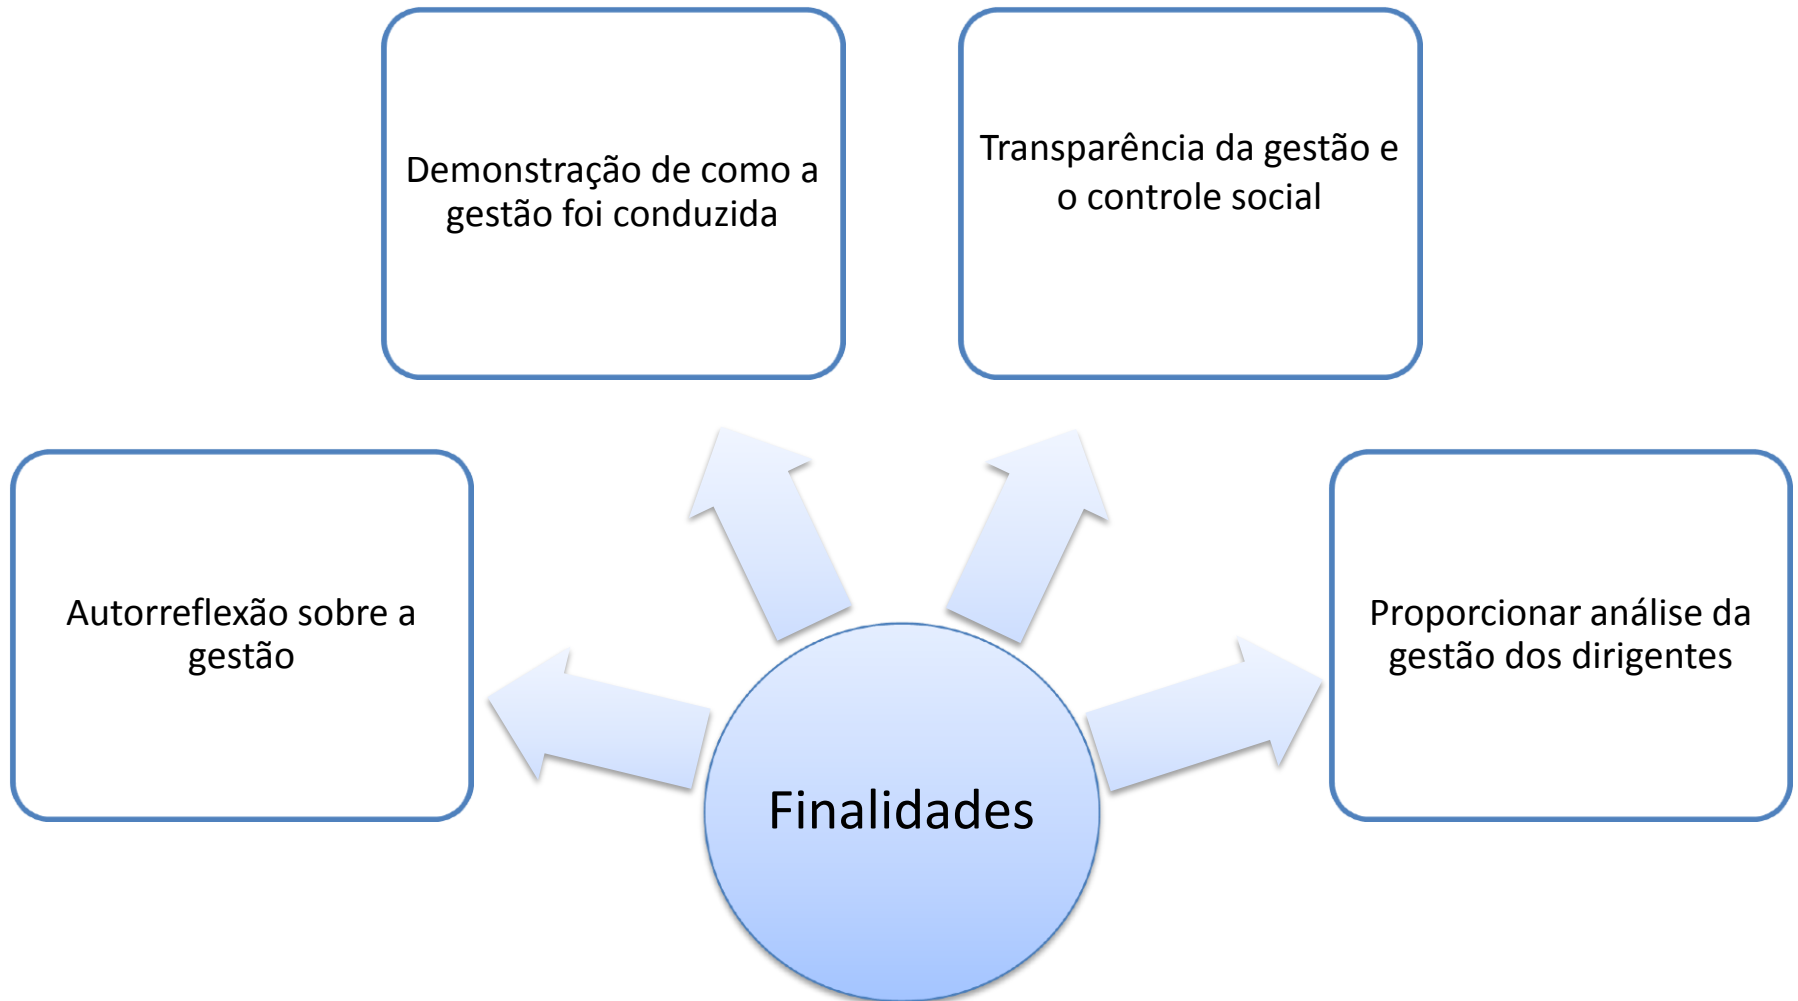 Demonstração de como a
gestão foi conduzida
Transparência da gestão e
o controle social
Autorreflexão sobre a
gestão
Proporcionar análise da
gestão dos dirigentes
Finalidades